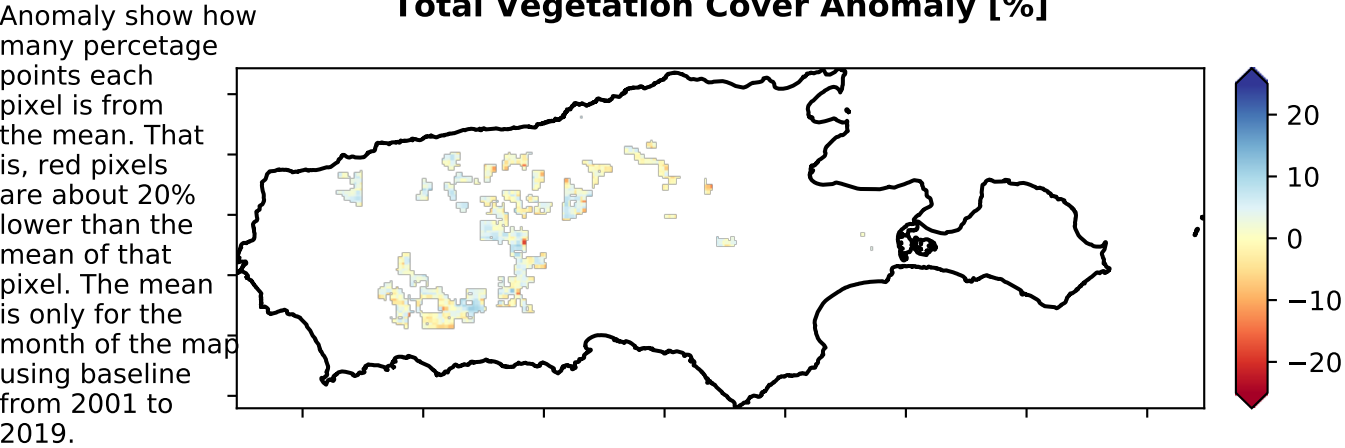 Total Vegetation Cover Anomaly [%]
Anomaly show how
many percetage
points each
pixel is from
the mean. That
is, red pixels
are about 20%
lower than the
mean of that
pixel. The mean
is only for the
month of the map
using baseline
from 2001 to
2019.
20
10
0
−10
−20